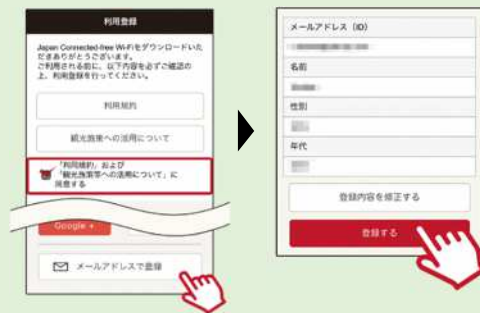 利用登録
Japan Connected-free Wi-Fiをダウンロードいた
だきありがとうございます。
ご利用される前に、以下内容を必ずご確認の
上、利用登録を行ってください。
利用規約
観光施策への活用について
「利用規約」および
「観光施策等への活用について」に
同意する
Google +
メールアドレスで登録
メールアドレス (ID)
名前
性別
年代
登録内容を修正する
登録する